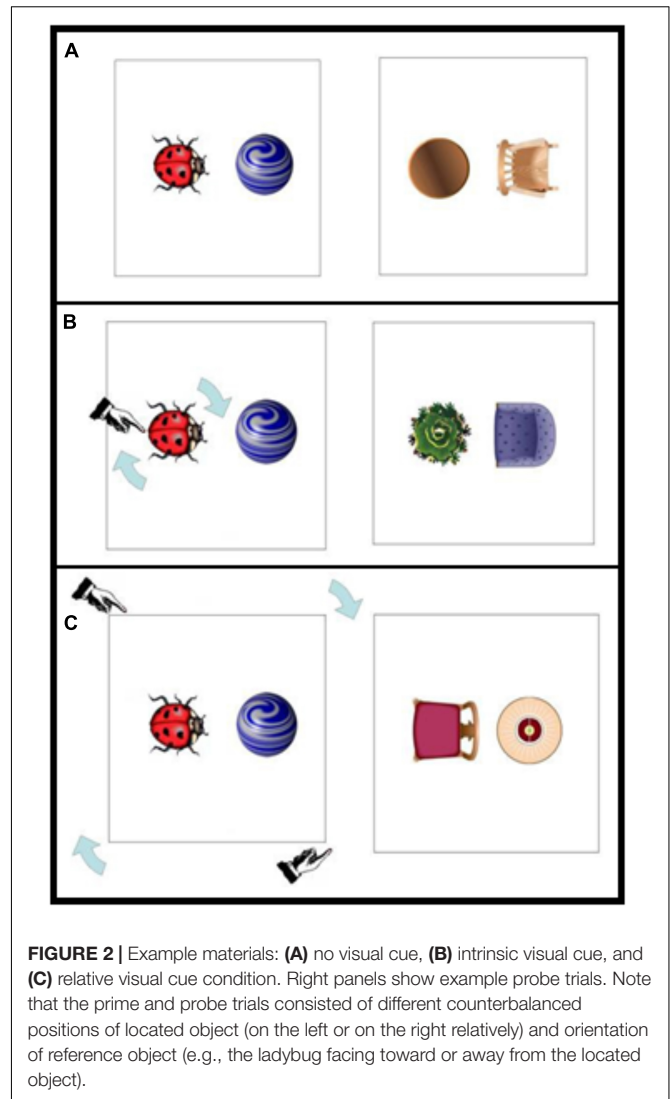 A
B
C
FIGURE 2 | Example materials: (A) no visual cue, (B) intrinsic visual cue, and
(C) relative visual cue condition. Right panels show example probe trials. Note
that the prime and probe trials consisted of different counterbalanced
positions of located object (on the left or on the right relatively) and orientation
of reference object (e.g., the ladybug facing toward or away from the located
object).